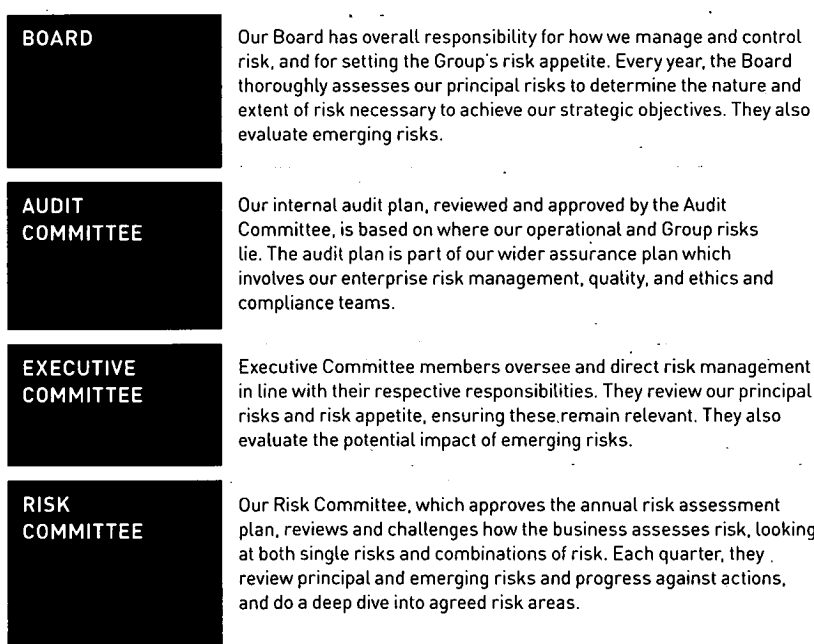 BOARD
Our Board has overall responsibility for how we manage and control
risk, and for setting the Group's risk appetite. Every year, the Board
thoroughly assesses our principal risks to determine the nature and
extent of risk necessary to achieve our strategic objectives. They also
evaluate emerging risks.
AUDIT
COMMITTEE
Our internal audit plan, reviewed and approved by the Audit
Committee, is based on where our operational and Group risks
lie. The audit plan is part of our wider assurance plan which
involves our enterprise risk management, quality, and ethics and
compliance teams.
EXECUTIVE
COMMITTEE
Executive Committee members oversee and direct risk management
in line with their respective responsibilities. They review our principal
risks and risk appetite, ensuring these remain relevant. They also
evaluate the potential impact of emerging risks.
RISK
COMMITTEE
Our Risk Committee, which approves the annual risk assessment
plan, reviews and challenges how the business assesses risk, looking
at both single risks and combinations of risk. Each quarter, they
review principal and emerging risks and progress against actions,
and do a deep dive into agreed risk areas.